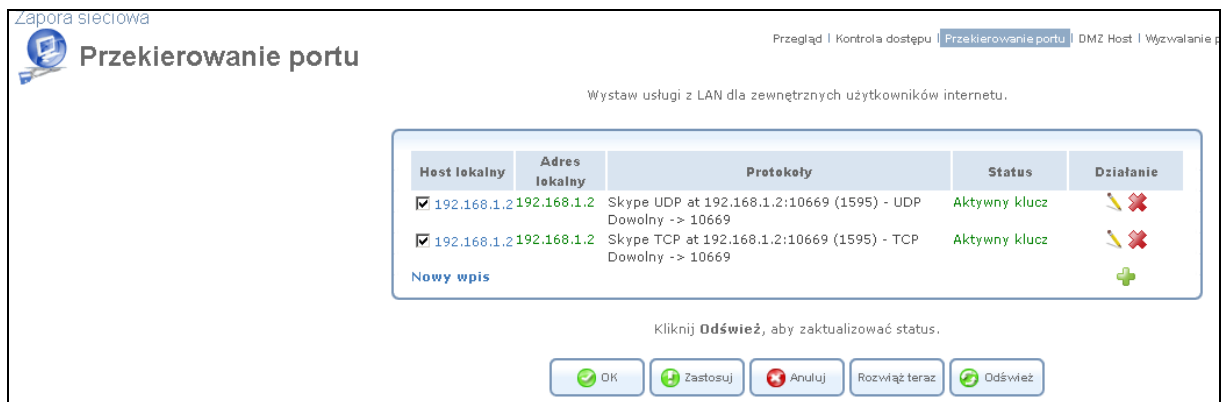 Zapora sieciowa
Przekierowanie portu
Przegląd | Kontrola dostępu | Przekierowanie portu | DMZ Host | Wyzwalanie p
Wystaw usługi z LAN dla zewnętrznych użytkowników internetu.
Host lokalny Adres lokalny Protokoły Status Działanie
192.168.1.2 192.168.1.2 Skype UDP at 192.168.1.2:10669 (1595) - UDP Aktywny klucz
Dowolny -> 10669
192.168.1.2 192.168.1.2 Skype TCP at 192.168.1.2:10669 (1595) - TCP Aktywny klucz
Dowolny -> 10669
Nowy wpis
Kliknij Odśwież, aby zaktualizować status.
OK Zastosuj Anuluj Rozwiąż teraz Odśwież